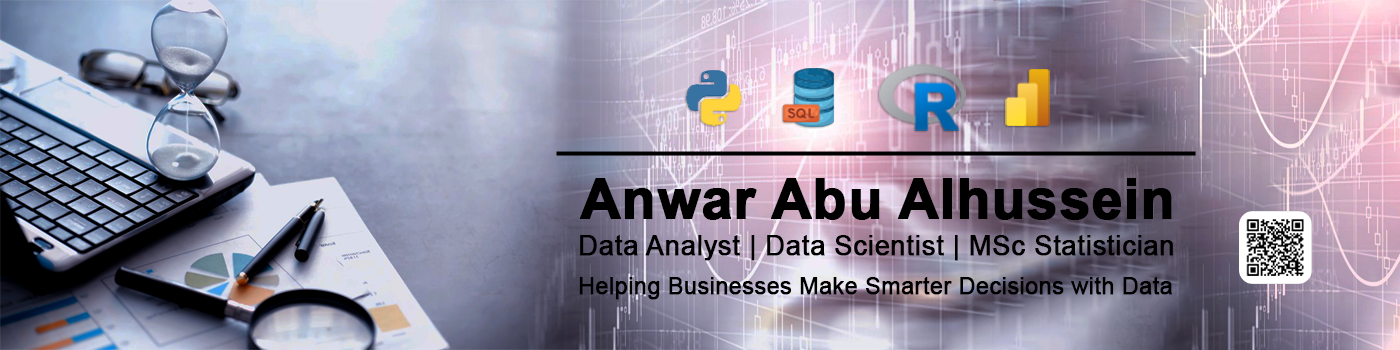 SQL
R
Anwar Abu Alhussein
Data Analyst | Data Scientist | MSc Statistician
Helping Businesses Make Smarter Decisions with Data